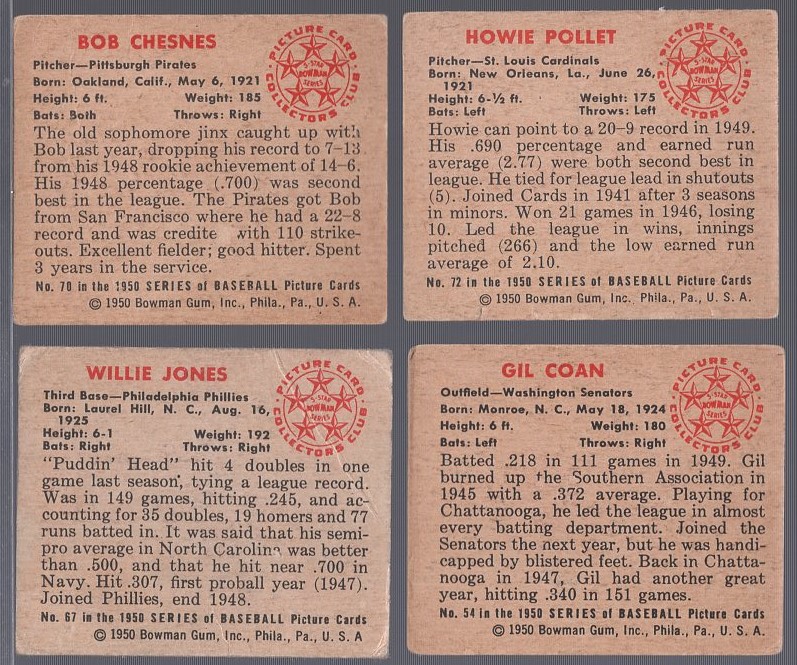 BOB CHESNES
Pitcher—Pittsburgh Pirates
Born: Oakland, Calif., May 6, 1921
Height: 6 ft. Weight: 185
Bats: Both Throws: Right
PICTURE CARD COLLECTORS CLUB
5-STAR
BOWMAN
SERIES
The old sophomore jinx caught up with
Bob last year, dropping his record to 7-13
from his 1948 rookie achievement of 14-6.
His 1948 percentage (.700) was second
best in the league. The Pirates got Bob
from San Francisco where he had a 22-8
record and was credite with 110 strike-
outs. Excellent fielder; good hitter. Spent
3 years in the service.
No. 70 in the 1950 SERIES of BASEBALL Picture Cards
© 1950 Bowman Gum, Inc., Phila., Pa., U. S. A.
HOWIE POLLET
Pitcher—St. Louis Cardinals
Born: New Orleans, La., June 26,
1921
Height: 6-½ ft. Weight: 175
Bats: Left Throws: Left
PICTURE CARD COLLECTORS CLUB
5-STAR
BOWMAN
SERIES
Howie can point to a 20-9 record in 1949.
His .690 percentage and earned run
average (2.77) were both second best in
league. He tied for league lead in shutouts
(5). Joined Cards in 1941 after 3 seasons
in minors. Won 21 games in 1946, losing
10. Led the league in wins, innings
pitched (266) and the low earned run
average of 2.10.
No. 72 in the 1950 SERIES of BASEBALL Picture Cards
© 1950 Bowman Gum, Inc., Phila., Pa., U. S. A.
WILLIE JONES
Third Base—Philadelphia Phillies
Born: Laurel Hill, N. C., Aug. 16,
1925
Height: 6-1 Weight: 192
Bats: Right Throws: Right
PICTURE CARD COLLECTORS CLUB
5-STAR
BOWMAN
SERIES
"Puddin' Head" hit 4 doubles in one
game last season, tying a league record.
Was in 149 games, hitting .245, and ac-
counting for 35 doubles, 19 homers and 77
runs batted in. It was said that his semi-
pro average in North Carolina was better
than .500, and that he hit near .700 in
Navy. Hit .307, first proball year (1947).
Joined Phillies, end 1948.
No. 67 in the 1950 SERIES of BASEBALL Picture Cards
© 1950 Bowman Gum, Inc., Phila., Pa., U. S. A
GIL COAN
Outfield—Washington Senators
Born: Monroe, N. C., May 18, 1924
Height: 6 ft. Weight: 180
Bats: Left Throws: Right
PICTURE CARD COLLECTORS CLUB
5-STAR
BOWMAN
SERIES
Batted .218 in 111 games in 1949. Gil
burned up the Southern Association in
1945 with a .372 average. Playing for
Chattanooga, he led the league in almost
every batting department. Joined the
Senators the next year, but he was handi-
capped by blistered feet. Back in Chatta-
nooga in 1947, Gil had another great
year, hitting .340 in 151 games.
No. 54 in the 1950 SERIES of BASEBALL Picture Cards
© 1950 Bowman Gum, Inc., Phila., Pa., U. S. A.